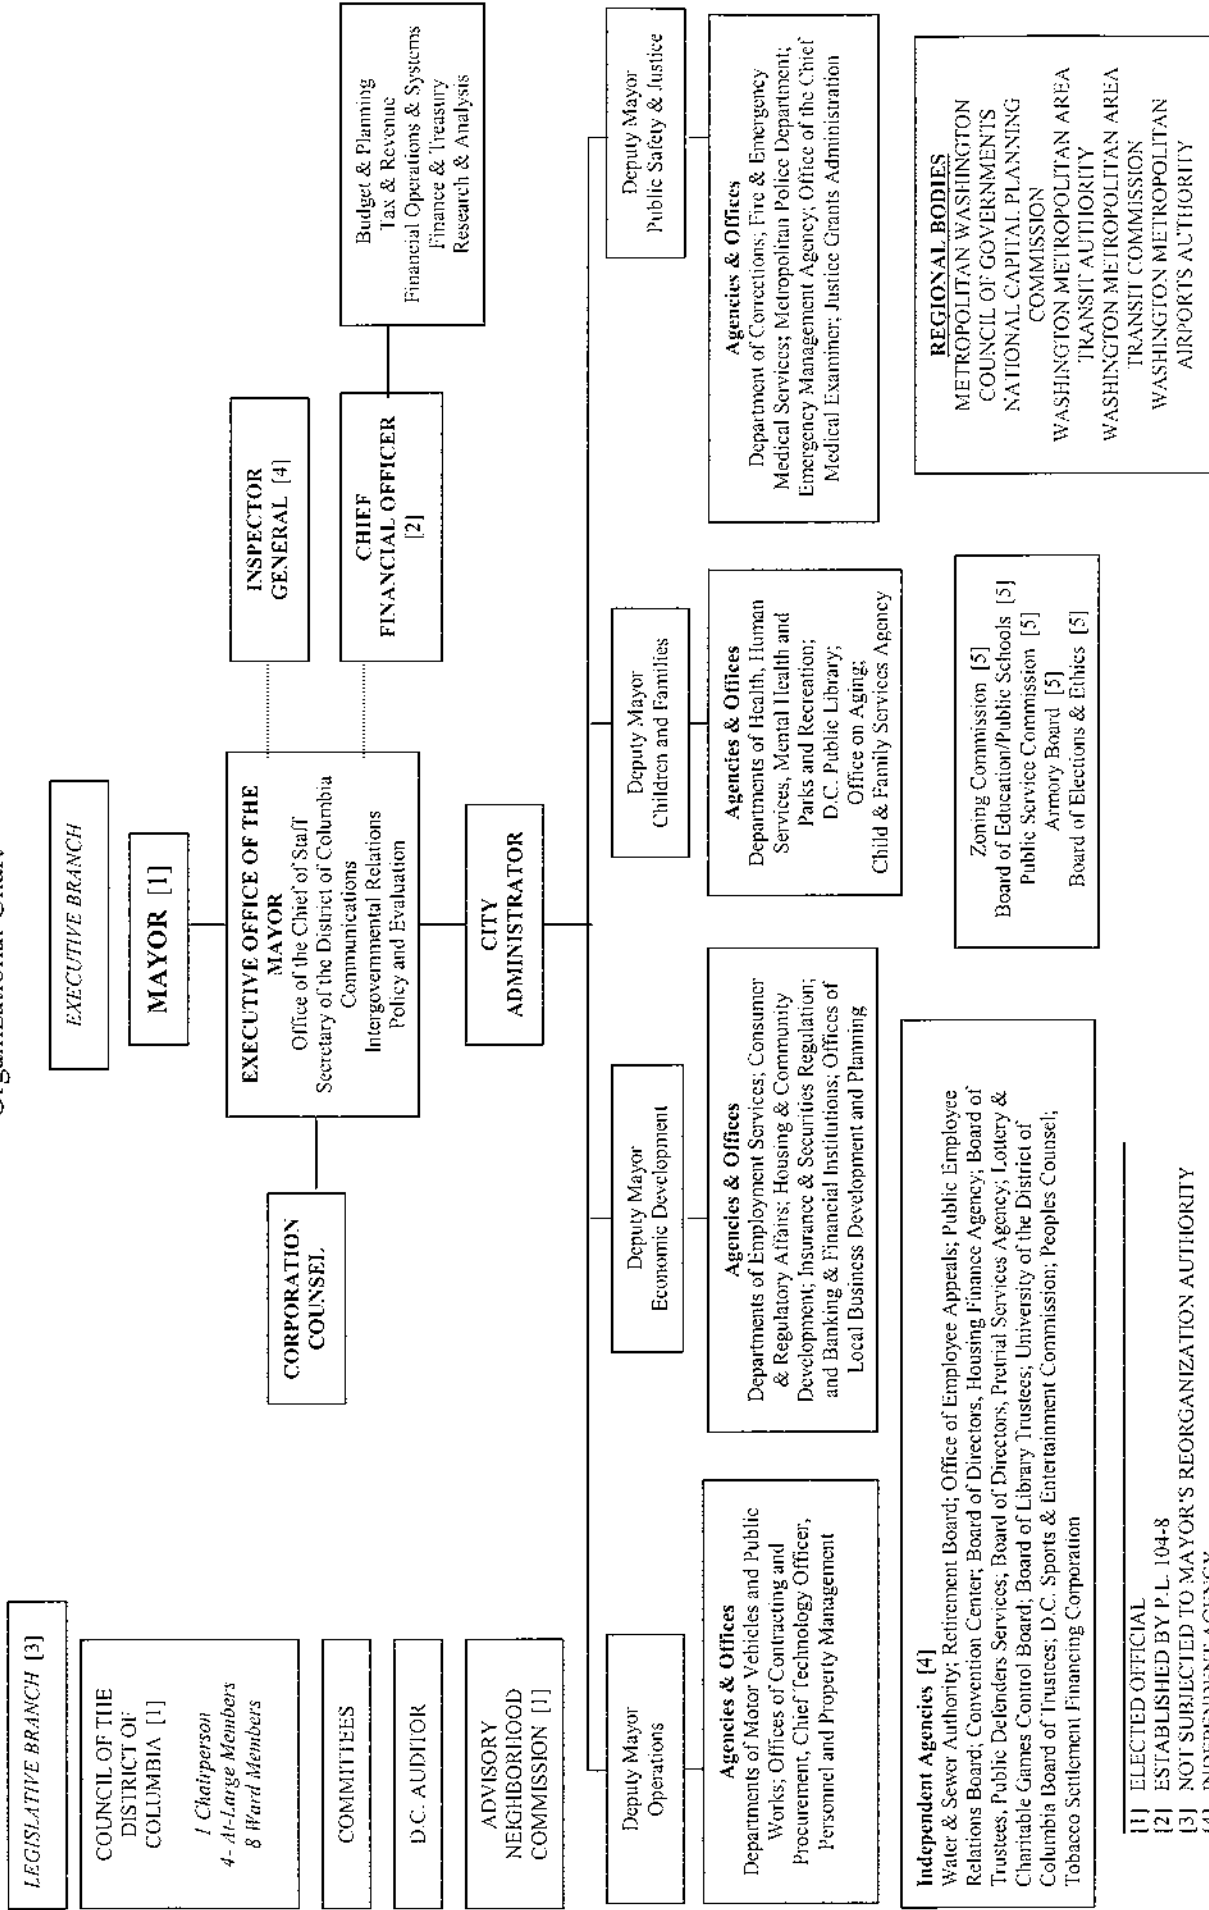 Organizational Chart
LEGISLATIVE BRANCH [3]
COUNCIL OF THE
DISTRICT OF
COLUMBIA [1]
1 Chairperson
4- At-Large Members
8 Ward Members
COMMITTEES
D.C. AUDITOR
ADVISORY
NEIGHBORHOOD
COMMISSION [1]
EXECUTIVE BRANCH
MAYOR [1]
EXECUTIVE OFFICE OF THE
MAYOR
Office of the Chief of Staff
Secretary of the District of Columbia
Communications
Intergovernmental Relations
Policy and Evaluation
CORPORATION
COUNSEL
INSPECTOR
GENERAL [4]
CHIEF
FINANCIAL OFFICER
[2]
Budget & Planning
Tax & Revenue
Financial Operations & Systems
Finance & Treasury
Research & Analysis
CITY
ADMINISTRATOR
Deputy Mayor
Operations
Agencies & Offices
Departments of Motor Vehicles and Public
Works; Offices of Contracting and
Procurement, Chief Technology Officer,
Personnel and Property Management
Deputy Mayor
Economic Development
Agencies & Offices
Departments of Employment Services; Consumer
& Regulatory Affairs; Housing & Community
Development; Insurance & Securities Regulation;
and Banking & Financial Institutions; Offices of
Local Business Development and Planning
Deputy Mayor
Children and Families
Agencies & Offices
Departments of Health, Human
Services, Mental Health and
Parks and Recreation;
D.C. Public Library;
Office on Aging;
Child & Family Services Agency
Deputy Mayor
Public Safety & Justice
Agencies & Offices
Department of Corrections; Fire & Emergency
Medical Services; Metropolitan Police Department;
Emergency Management Agency; Office of the Chief
Medical Examiner; Justice Grants Administration
Independent Agencies [4]
Water & Sewer Authority; Retirement Board; Office of Employee Appeals; Public Employee
Relations Board; Convention Center; Board of Directors, Housing Finance Agency; Board of
Trustees, Public Defenders Services; Board of Directors, Pretrial Services Agency; Lottery &
Charitable Games Control Board; Board of Library Trustees; University of the District of
Columbia Board of Trustees; D.C. Sports & Entertainment Commission; Peoples Counsel;
Tobacco Settlement Financing Corporation
Zoning Commission [5]
Board of Education/Public Schools [5]
Public Service Commission [5]
Armory Board [5]
Board of Elections & Ethics [5]
REGIONAL BODIES
METROPOLITAN WASHINGTON
COUNCIL OF GOVERNMENTS
NATIONAL CAPITAL PLANNING
COMMISSION
WASHINGTON METROPOLITAN AREA
TRANSIT AUTHORITY
WASHINGTON METROPOLITAN AREA
TRANSIT COMMISSION
WASHINGTON METROPOLITAN
AIRPORTS AUTHORITY
[1] ELECTED OFFICIAL
[2] ESTABLISHED BY P.L. 104-8
[3] NOT SUBJECTED TO MAYOR'S REORGANIZATION AUTHORITY
[4] INDEPENDENT AGENCY